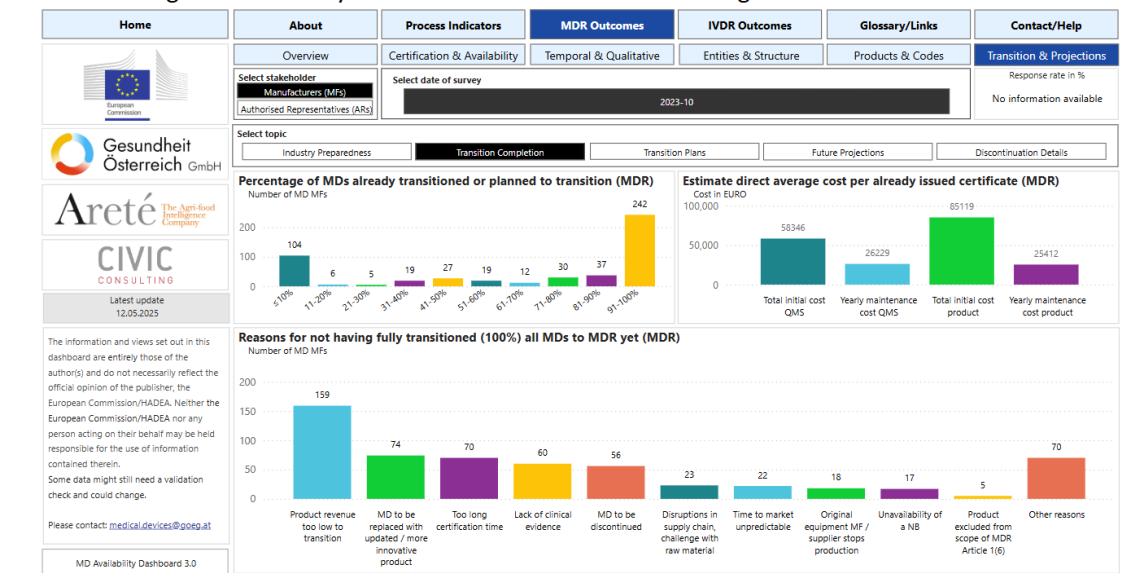 Home
About
Process Indicators
MDR Outcomes
IVDR Outcomes
Glossary/Links
Contact/Help
Overview
Certification & Availability
Temporal & Qualitative
Entities & Structure
Products & Codes
Transition & Projections
European
Commission
Select stakeholder
Manufacturers (MFs)
Authorised Representatives (ARs)
Select date of survey
2023-10
Response rate in %
No information available
Gesundheit
Österreich GmbH
Select topic
Industry Preparedness
Transition Completion
Transition Plans
Future Projections
Discontinuation Details
Areté The Agri-food
Intelligence
Company
CIVIC
CONSULTING
Latest update
12.05.2025
Percentage of MDs already transitioned or planned to transition (MDR)
Number of MD MFs
200
100
0
104
6
5
19
27
19
12
30
37
242
≤10%
11-20%
21-30%
31-40%
41-50%
51-60%
61-70%
71-80%
81-90%
91-100%
Estimate direct average cost per already issued certificate (MDR)
Cost in EURO
100,000
50,000
0
58346
26229
85119
25412
Total initial cost
QMS
Yearly maintenance
cost QMS
Total initial cost
product
Yearly maintenance
cost product
The information and views set out in this
dashboard are entirely those of the
author(s) and do not necessarily reflect the
official opinion of the publisher, the
European Commission/HADEA. Neither the
European Commission/HADEA nor any
person acting on their behalf may be held
responsible for the use of information
contained therein.
Some data might still need a validation
check and could change.
Please contact: medical.devices@goeg.at
MD Availability Dashboard 3.0
Reasons for not having fully transitioned (100%) all MDs to MDR yet (MDR)
Number of MD MFs
200
150
100
50
0
159
74
70
60
56
23
22
18
17
5
70
Product revenue
too low to
transition
MD to be
replaced with
updated / more
innovative
product
Too long
certification time
Lack of clinical
evidence
MD to be
discontinued
Disruptions in
supply chain,
challenge with
raw material
Time to market
unpredictable
Original
equipment MF /
supplier stops
production
Unavailability of
a NB
Product
excluded from
scope of MDR
Article 1(6)
Other reasons